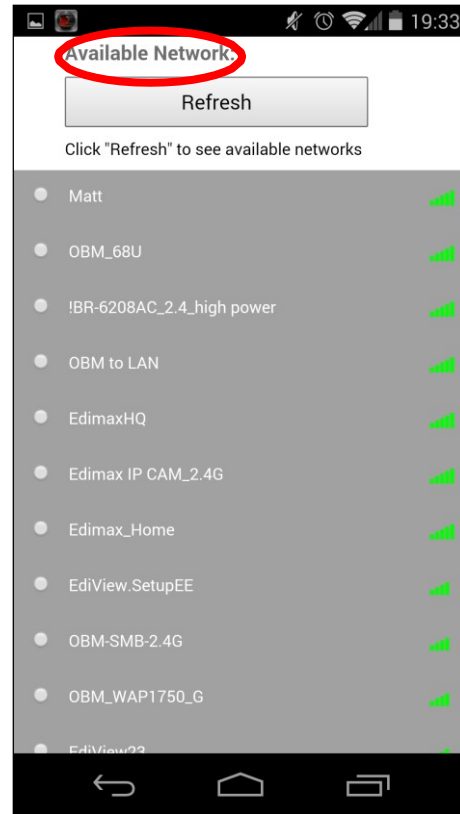 19:33
Available Network:
Refresh
Click "Refresh" to see available networks
Matt
OBM_68U
!BR-6208AC_2.4_high power
OBM to LAN
EdimaxHQ
Edimax IP CAM_2.4G
Edimax_Home
EdiView.SetupEE
OBM-SMB-2.4G
OBM_WAP1750_G
EdiView23